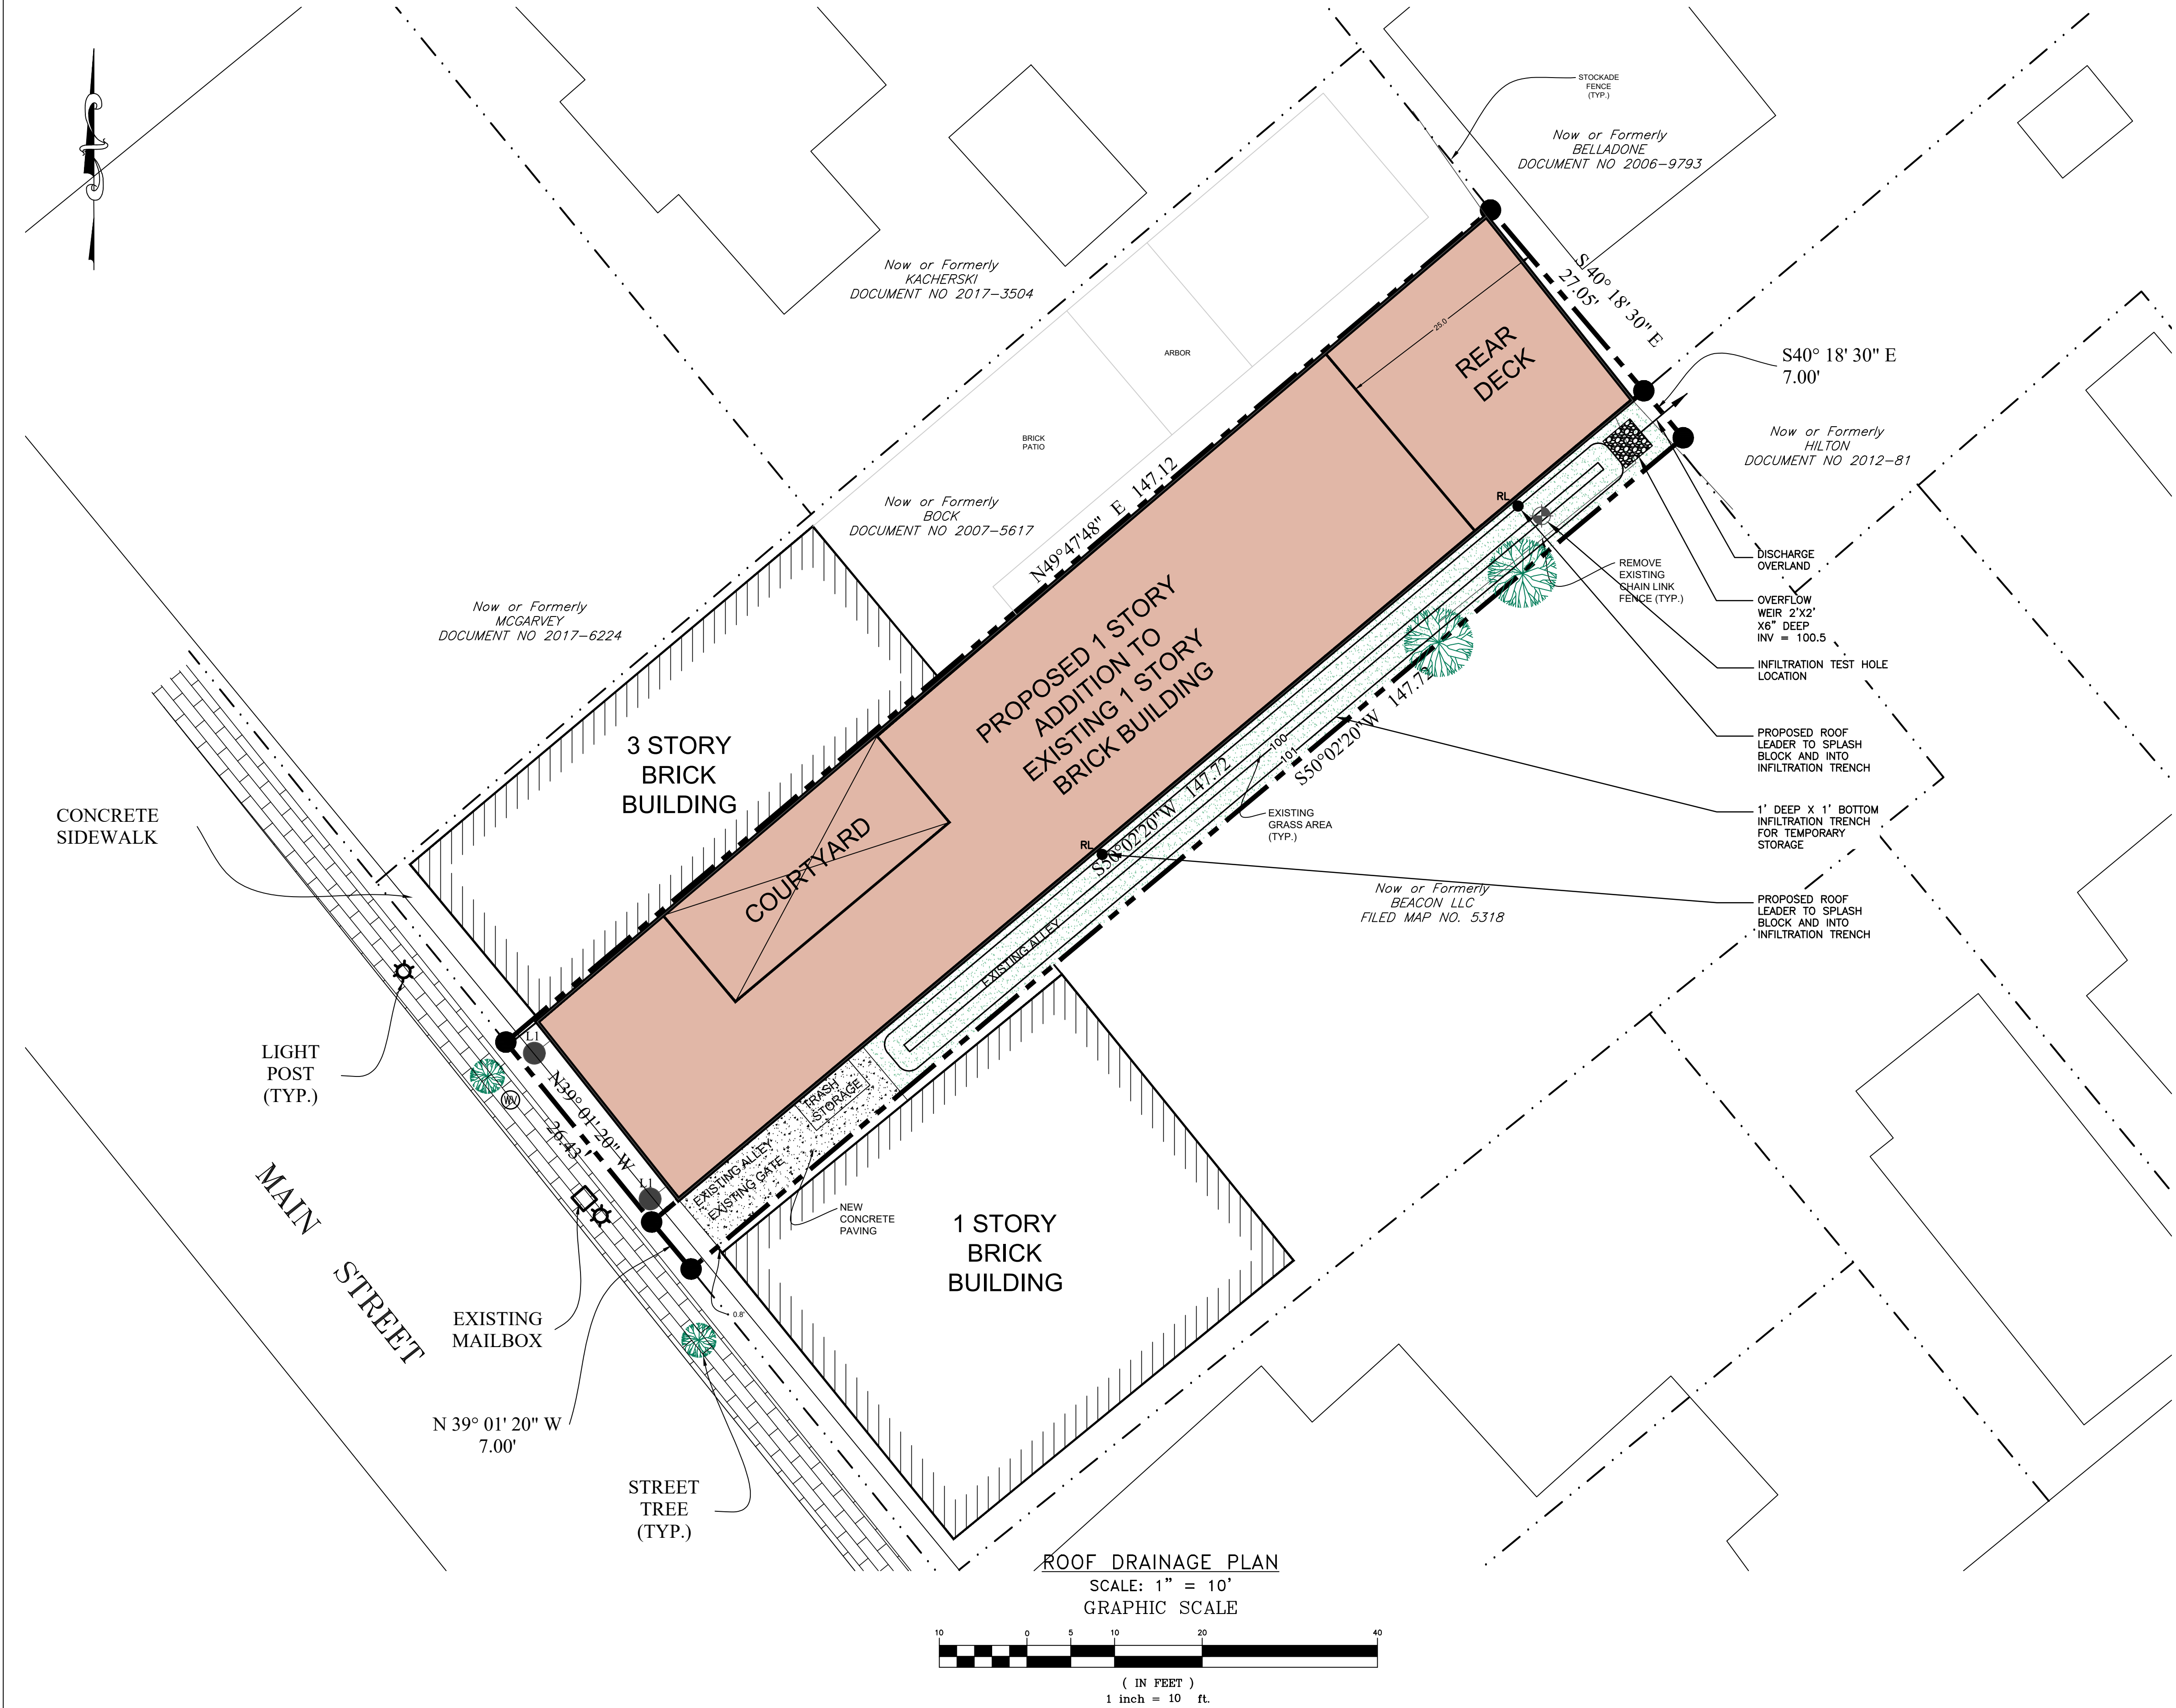 STOCKADE
FENCE
(TYP.)
Now or Formerly
BELLADONE
DOCUMENT NO 2006-9793
Now or Formerly
KACHERSKI
DOCUMENT NO 2017-3504
S 40° 18' 30" E
27.05'
25.0
REAR
DECK
S40° 18' 30" E
7.00'
ARBOR
BRICK
PATIO
Now or Formerly
HILTON
DOCUMENT NO 2012-81
N49°47'48" E 147.12
Now or Formerly
BOCK
DOCUMENT NO 2007-5617
RL
DISCHARGE
OVERLAND
REMOVE
EXISTING
CHAIN LINK
FENCE (TYP.)
OVERFLOW
WEIR 2'X2'
X6" DEEP
INV = 100.5
Now or Formerly
MCGARVEY
DOCUMENT NO 2017-6224
PROPOSED 1 STORY
ADDITION TO
EXISTING 1 STORY
BRICK BUILDING
INFILTRATION TEST HOLE
LOCATION
PROPOSED ROOF
LEADER TO SPLASH
BLOCK AND INTO
INFILTRATION TRENCH
3 STORY
BRICK
BUILDING
100
101
S50°02'20"W 147.72
S50°02'20"W 147.72
CONCRETE
SIDEWALK
COURTYARD
RL
EXISTING
GRASS AREA
(TYP.)
1' DEEP X 1' BOTTOM
INFILTRATION TRENCH
FOR TEMPORARY
STORAGE
Now or Formerly
BEACON LLC
FILED MAP NO. 5318
PROPOSED ROOF
LEADER TO SPLASH
BLOCK AND INTO
INFILTRATION TRENCH
EXISTING ALLEY
LIGHT
POST
(TYP.)
L1
WV
N39° 01' 20" W
26.43'
TRASH
STORAGE
EXISTING ALLEY
EXISTING GATE
L1
NEW
CONCRETE
PAVING
1 STORY
BRICK
BUILDING
MAIN STREET
EXISTING
MAILBOX
0.8'
N 39° 01' 20" W
7.00'
STREET
TREE
(TYP.)
ROOF DRAINAGE PLAN
SCALE: 1" = 10'
GRAPHIC SCALE
10 0 5 10 20 40
( IN FEET )
1 inch = 10 ft.